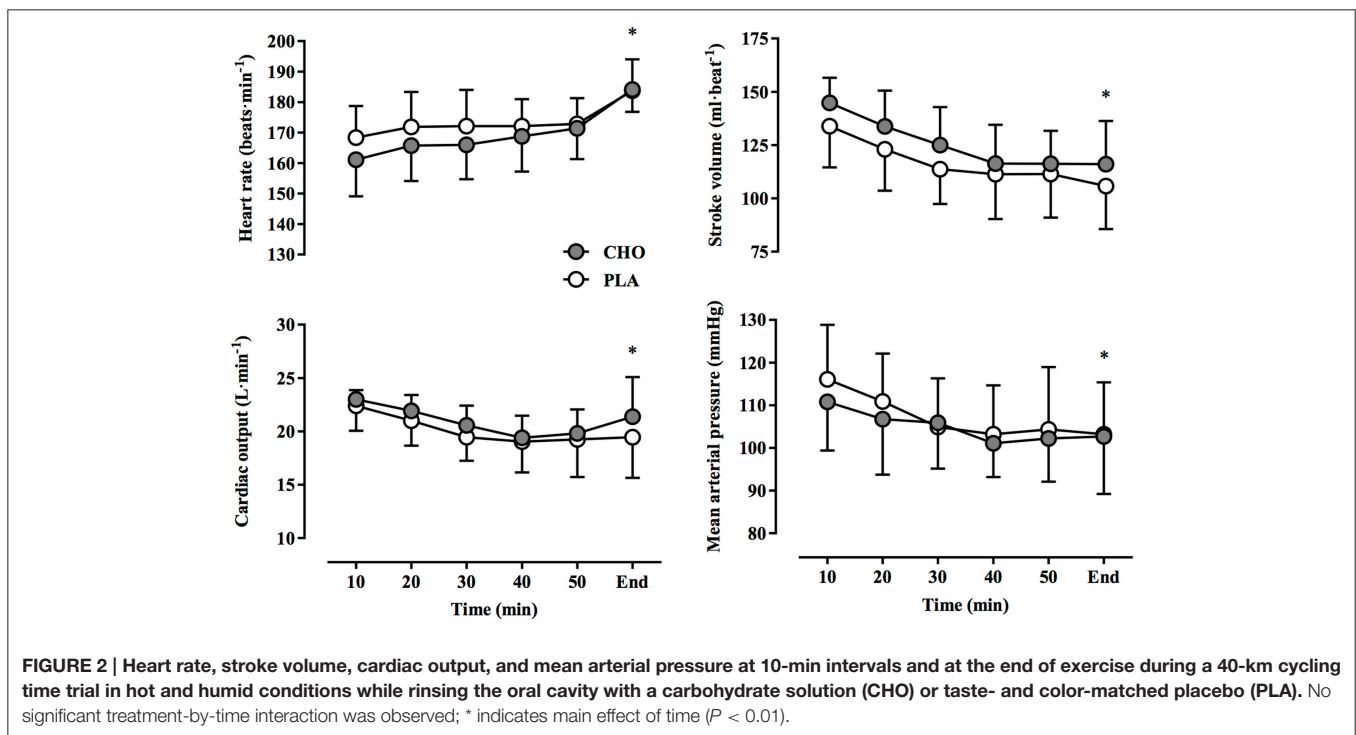 Heart rate (beats·min⁻¹)
200
190
180
170
160
150
140
130
*
CHO
PLA
Stroke volume (ml·beat⁻¹)
175
150
125
100
75
*
Cardiac output (L·min⁻¹)
30
25
20
15
10
*
10 20 30 40 50 End
Time (min)
Mean arterial pressure (mmHg)
130
120
110
100
90
80
*
10 20 30 40 50 End
Time (min)
FIGURE 2 | Heart rate, stroke volume, cardiac output, and mean arterial pressure at 10-min intervals and at the end of exercise during a 40-km cycling
time trial in hot and humid conditions while rinsing the oral cavity with a carbohydrate solution (CHO) or taste- and color-matched placebo (PLA). No
significant treatment-by-time interaction was observed; * indicates main effect of time (P < 0.01).